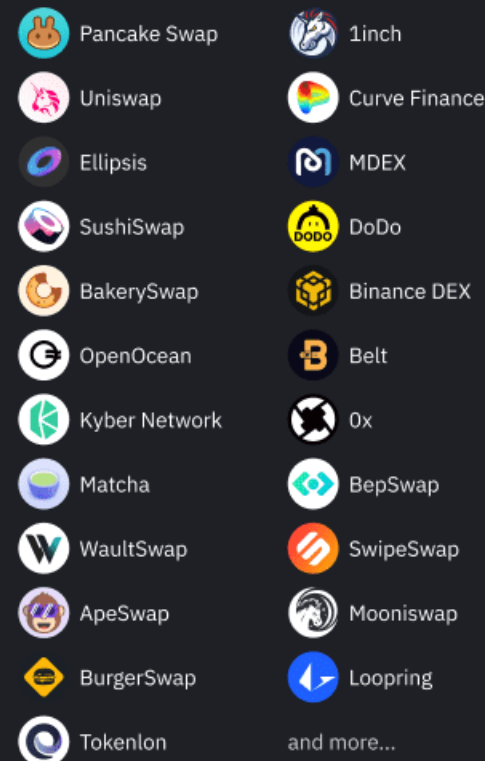 Pancake Swap
1inch
Uniswap
Curve Finance
Ellipsis
MDEX
SushiSwap
DODO
DoDo
BakerySwap
Binance DEX
OpenOcean
Belt
Kyber Network
0x
Matcha
BepSwap
WaultSwap
SwipeSwap
ApeSwap
Mooniswap
BurgerSwap
Loopring
Tokenlon
and more...